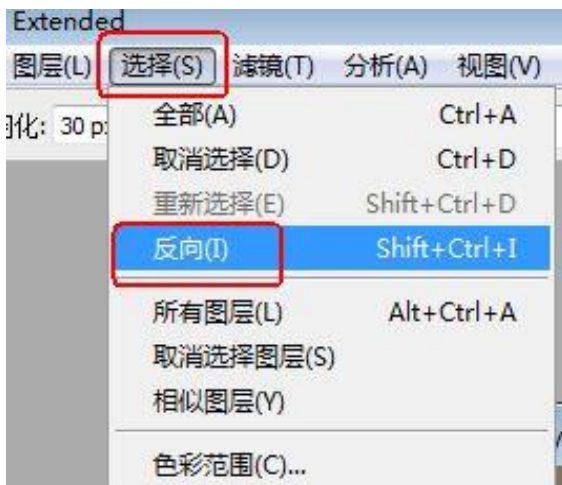 Extended
图层(L) 选择(S) 滤镜(T) 分析(A) 视图(V)
化: 30 p
全部(A) Ctrl+A
取消选择(D) Ctrl+D
重新选择(E) Shift+Ctrl+D
反向(I) Shift+Ctrl+I
所有图层(L) Alt+Ctrl+A
取消选择图层(S)
相似图层(Y)
色彩范围(C)...